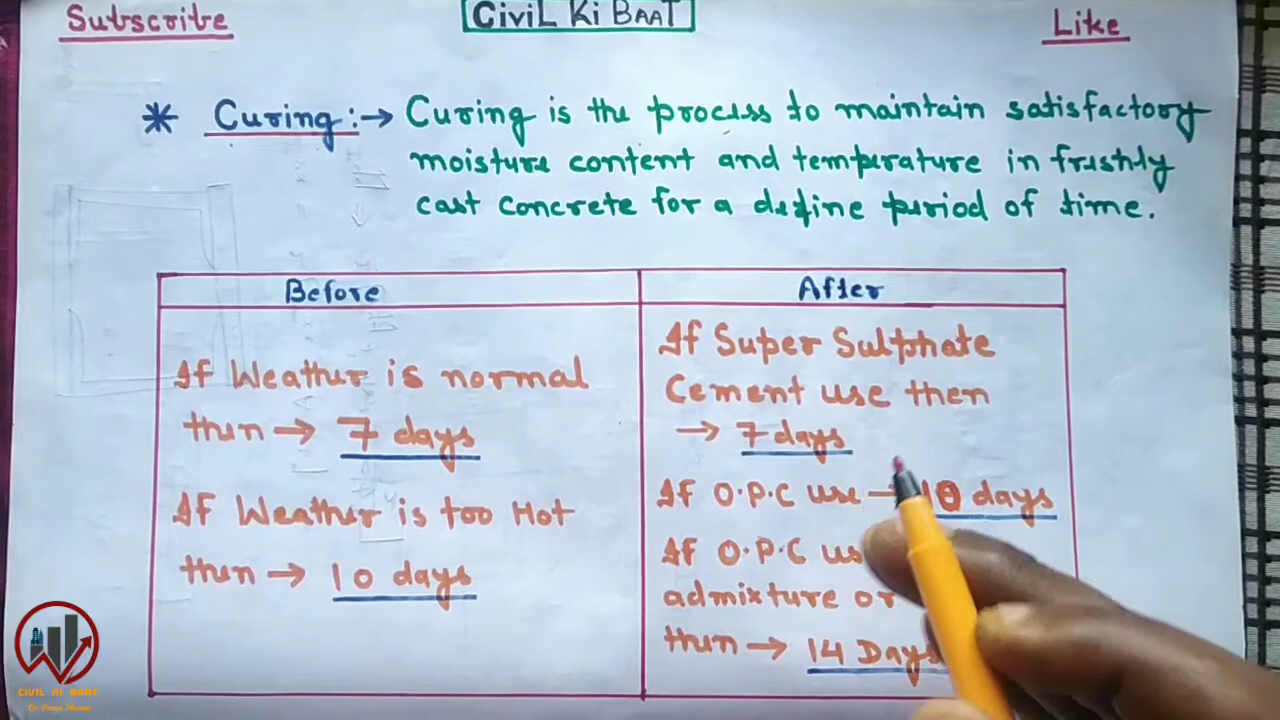 Subscribe
CiviL Ki BAAT
Like
* Curing :→ Curing is the process to maintain satisfactory
moisture content and temperature in freshly
cast concrete for a define period of time.
Before
After
If Weather is normal
then → 7 days
If Weather is too Hot
then → 10 days
If Super Sulphate
Cement use then
→ 7 days
If O.P.C use → 10 days
If O.P.C us
admixture or
then → 14 Days
CIVIL KI BAAT